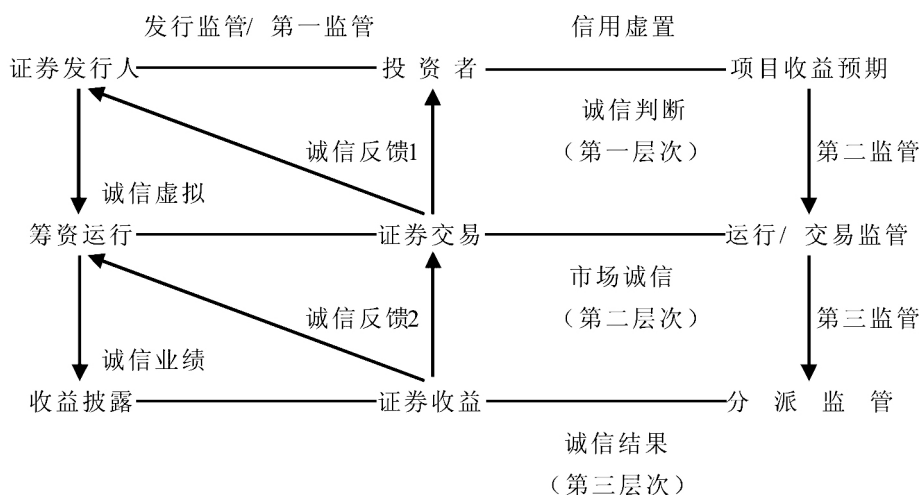 发行监管/ 第一监管
信用虚置
证券发行人
投资者
项目收益预期
诚信判断
诚信反馈1
（第一层次）
第二监管
诚信虚拟
筹资运行
证券交易
运行/ 交易监管
市场诚信
诚信反馈2
（第二层次）
第三监管
诚信业绩
收益披露
证券收益
分派监管
诚信结果
（第三层次）